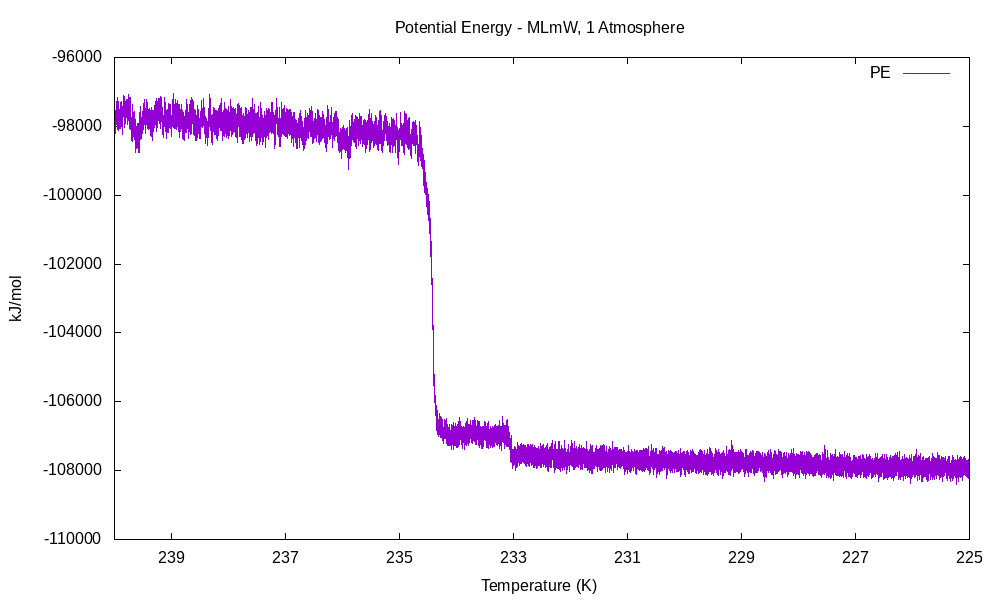 Potential Energy - MLmW, 1 Atmosphere
PE
-96000
-98000
-100000
-102000
-104000
-106000
-108000
-110000
kJ/mol
239 237 235 233 231 229 227 225
Temperature (K)